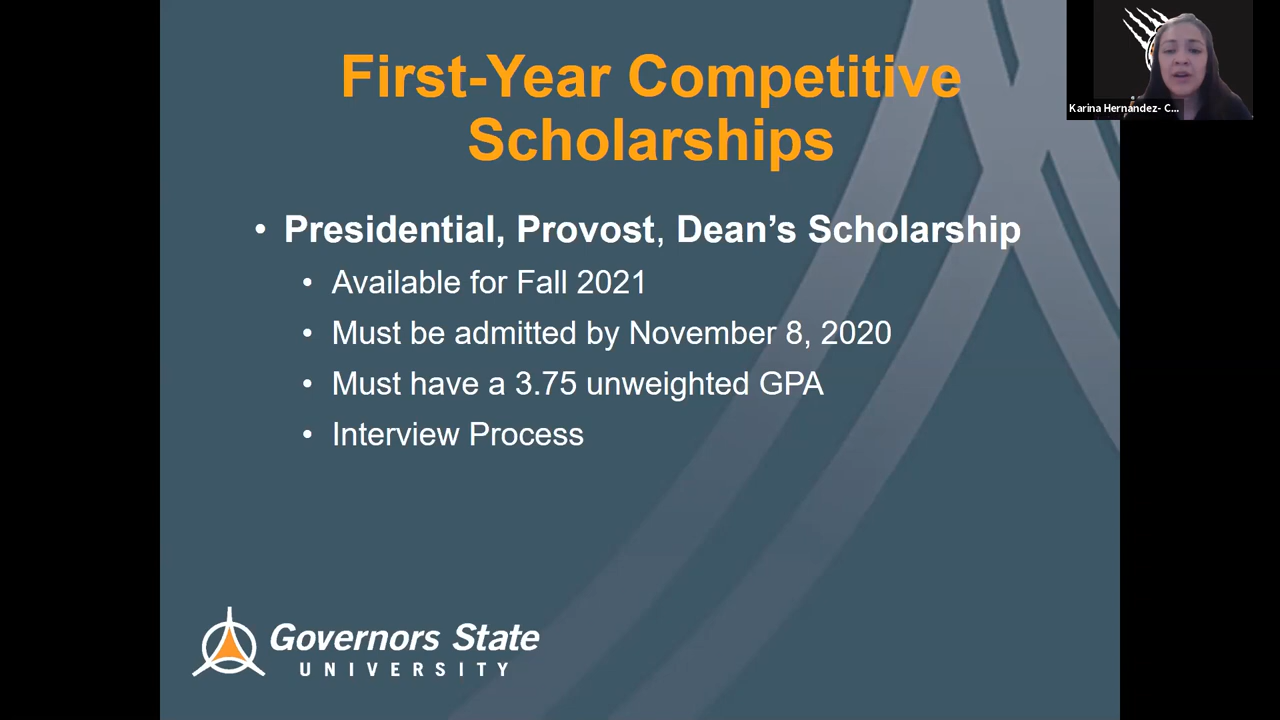 First-Year Competitive
Scholarships
• Presidential, Provost, Dean’s Scholarship
• Available for Fall 2021
• Must be admitted by November 8, 2020
• Must have a 3.75 unweighted GPA
• Interview Process
Governors State
UNIVERSITY
Karina Hernandez- C...